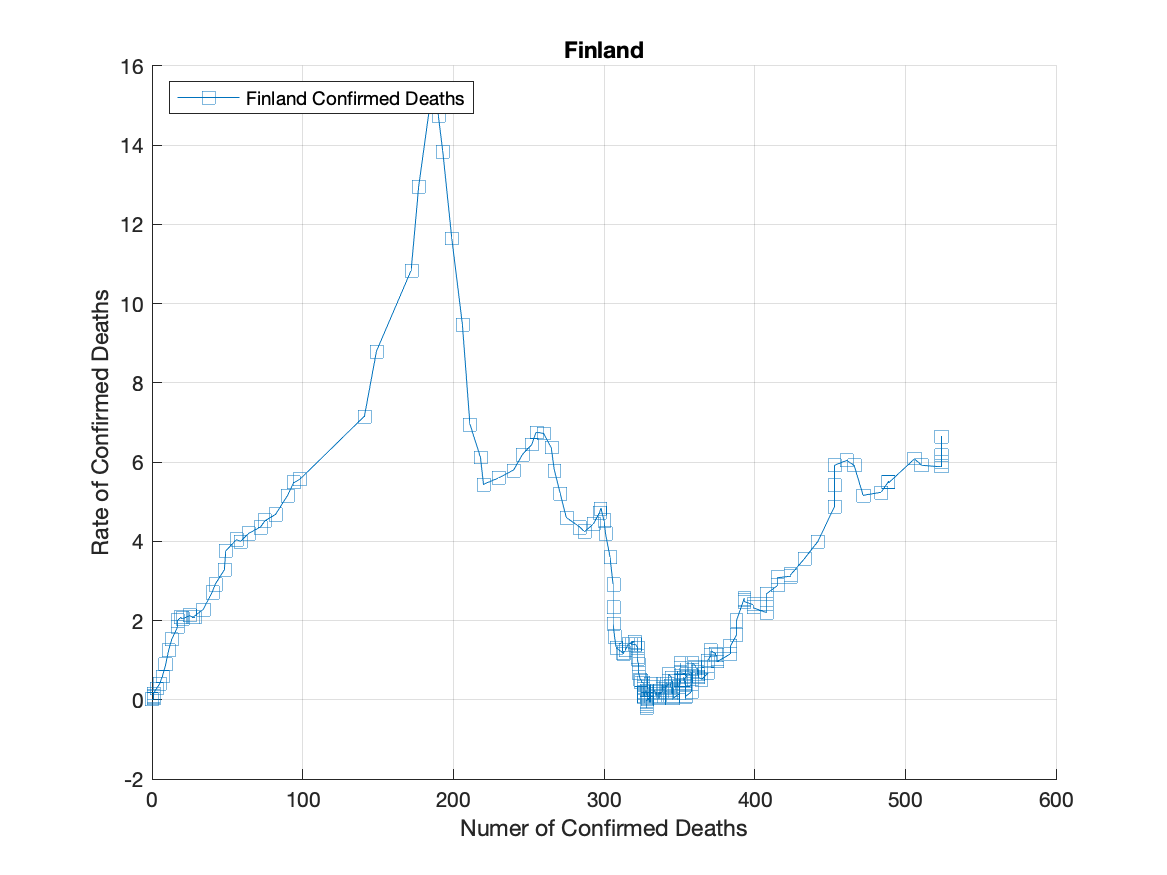 Finland
16
Finland Confirmed Deaths
14
12
10
8
6
4
2
0
-2
Rate of Confirmed Deaths
0 100 200 300 400 500 600
Numer of Confirmed Deaths